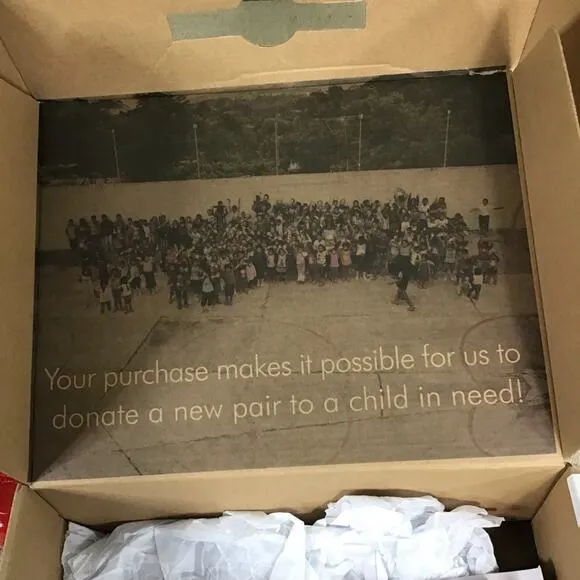 Your purchase makes it possible for us to
donate a new pair to a child in need!